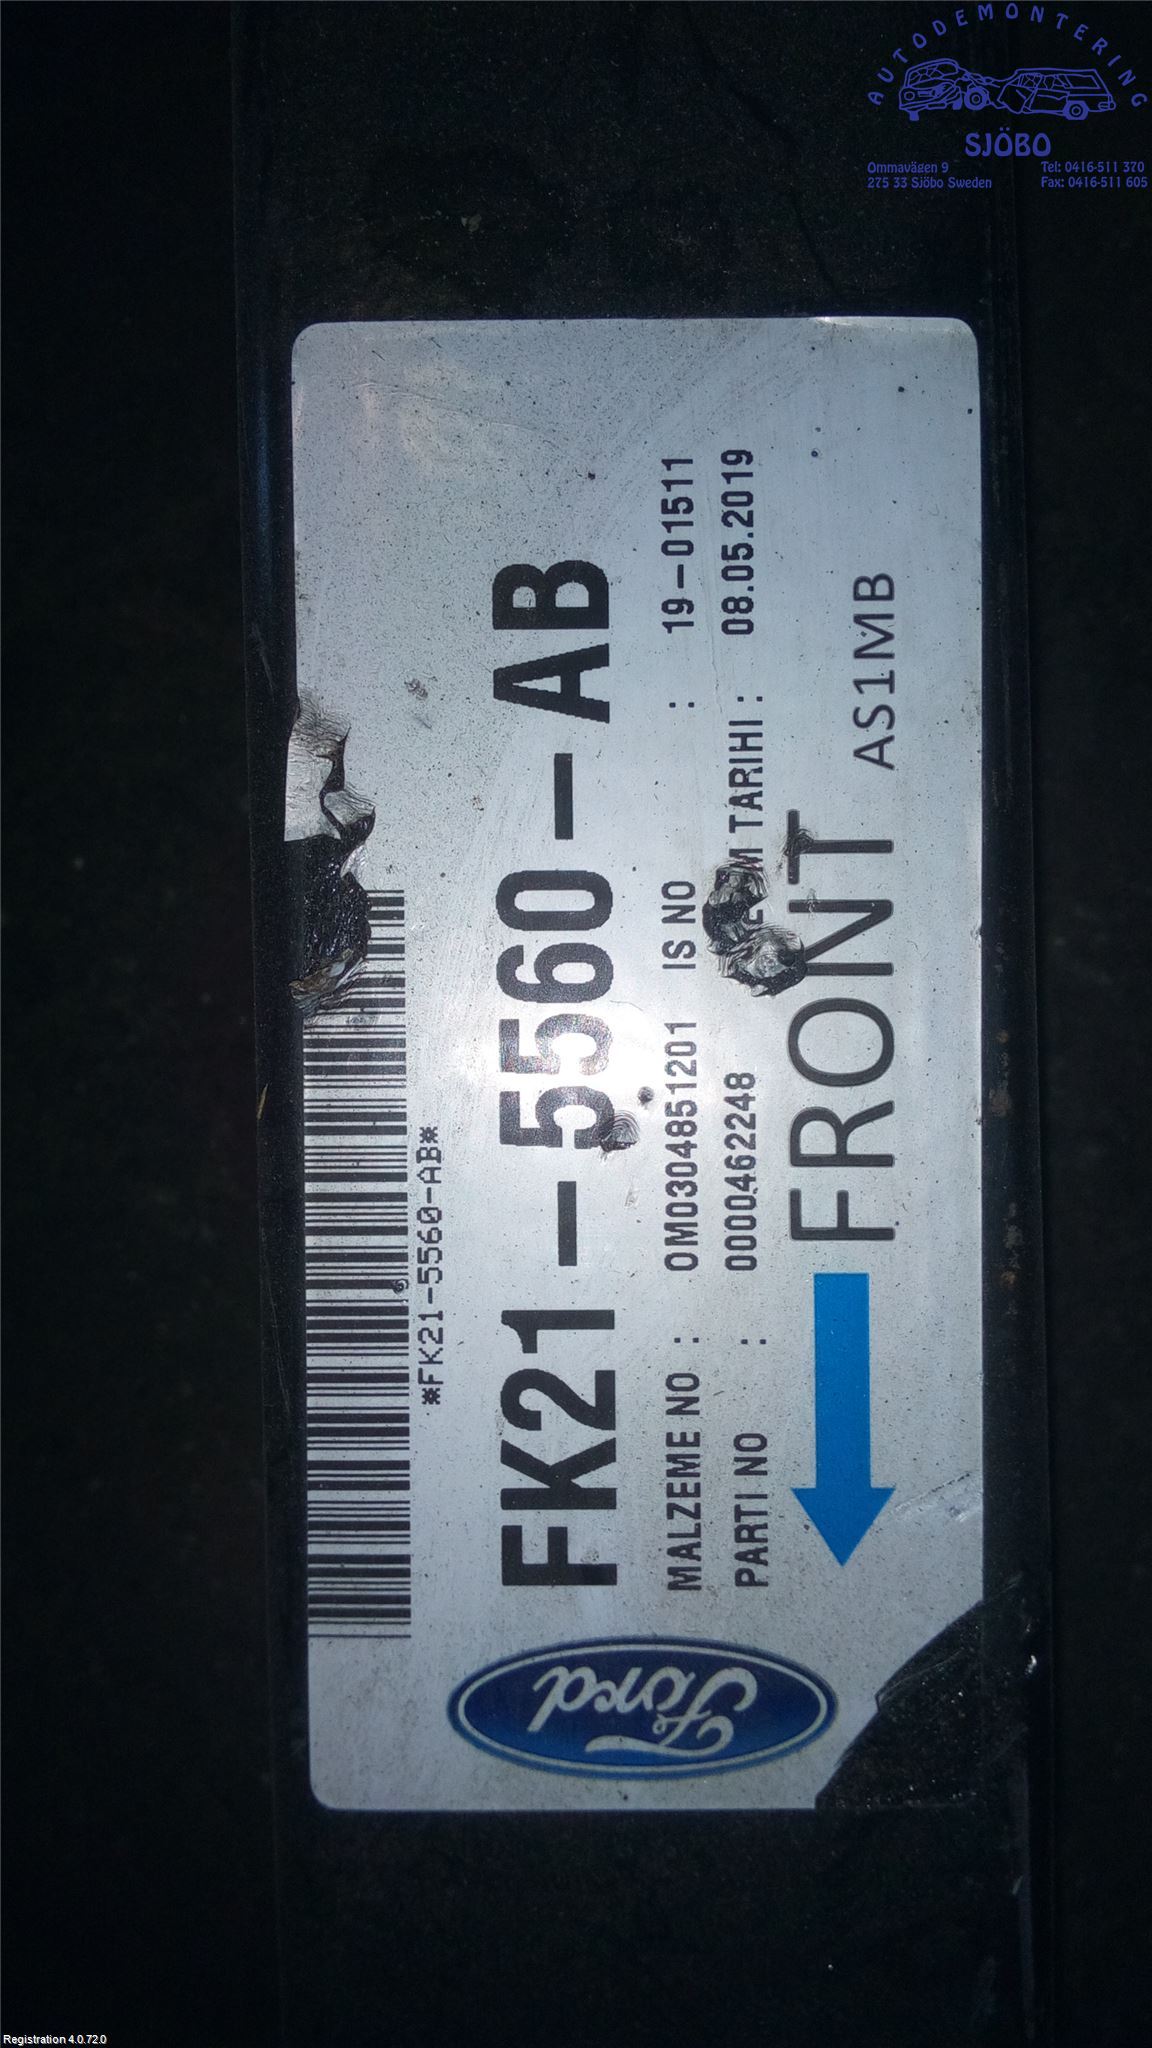 AUTODEMONTERING
SJÖBO
Ommavägen 9 Tel: 0416-511 370
275 33 Sjöbo Sweden Fax: 0416-511 605
*FK21-5560-AB*
FK21-5560-AB
MALZEME NO : 0M0304851201 IS NO : 19-01511
PARTI NO : 0000462248 TARIHI : 08.05.2019
FRONT AS1MB
Ford
Registration 4.0.72.0